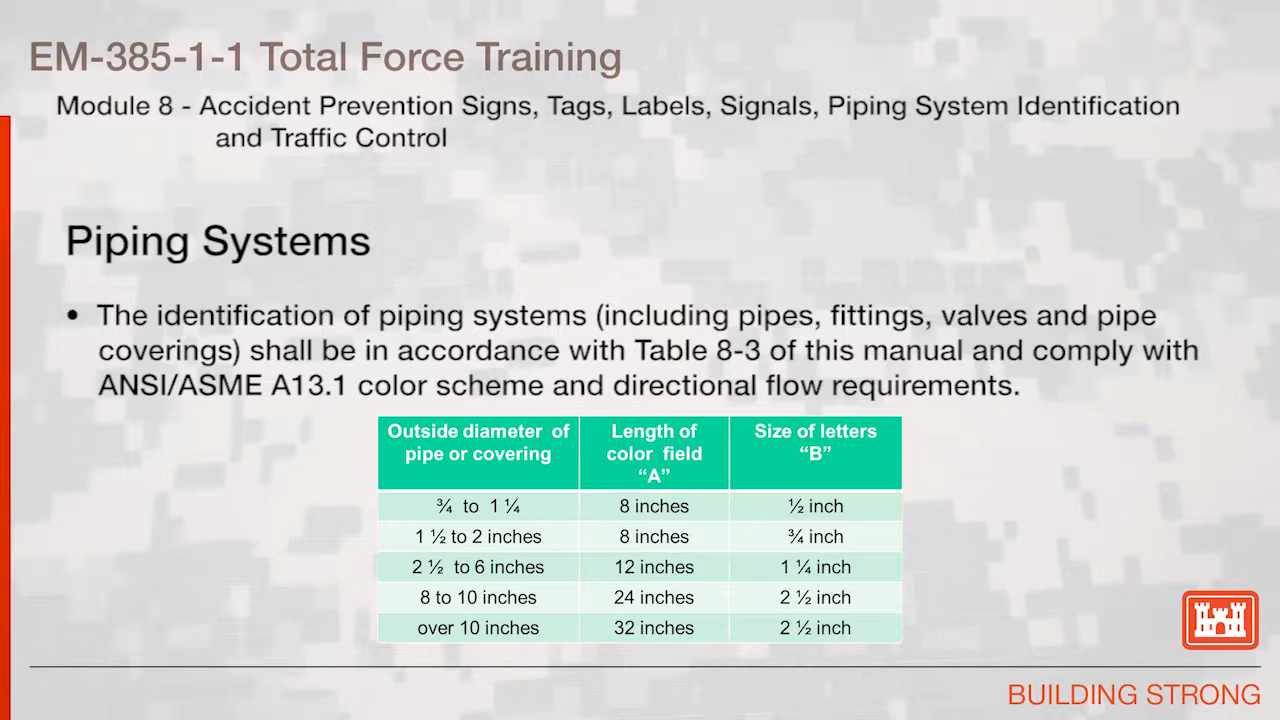 EM-385-1-1 Total Force Training
Module 8 - Accident Prevention Signs, Tags, Labels, Signals, Piping System Identification
and Traffic Control
Piping Systems
• The identification of piping systems (including pipes, fittings, valves and pipe
coverings) shall be in accordance with Table 8-3 of this manual and comply with
ANSI/ASME A13.1 color scheme and directional flow requirements.
Outside diameter of pipe or covering | Length of color field “A” | Size of letters “B”
¾ to 1 ¼ | 8 inches | ½ inch
1 ½ to 2 inches | 8 inches | ¾ inch
2 ½ to 6 inches | 12 inches | 1 ¼ inch
8 to 10 inches | 24 inches | 2 ½ inch
over 10 inches | 32 inches | 2 ½ inch
BUILDING STRONG